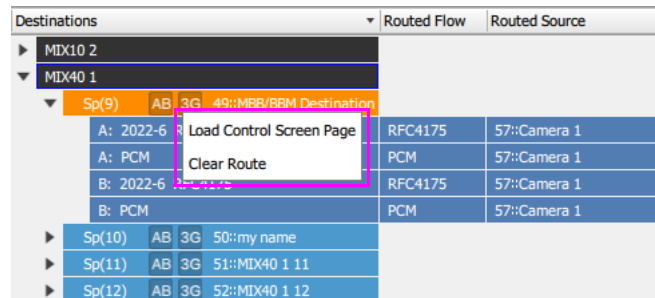 Destinations Routed Flow Routed Source
MIX10 2
MIX40 1
Sp(9) AB 3G 49::MBB/BBM Destination
A: 2022-6 RFC4175 57::Camera 1
Load Control Screen Page
A: PCM PCM 57::Camera 1
Clear Route
B: 2022-6 RFC4175 RFC4175 57::Camera 1
B: PCM PCM 57::Camera 1
Sp(10) AB 3G 50::my name
Sp(11) AB 3G 51::MIX40 1 11
Sp(12) AB 3G 52::MIX40 1 12